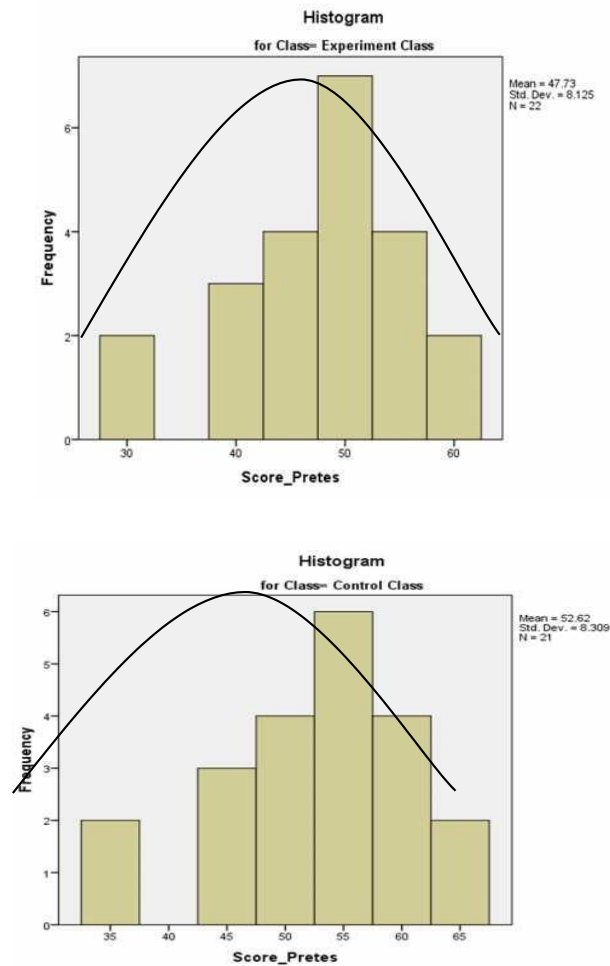 Histogram
for Class= Experiment Class
Mean = 47.73
Std. Dev. = 8.125
N = 22
6
4
2
0
Frequency
30 40 50 60
Score_Pretes
Histogram
for Class= Control Class
Mean = 52.62
Std. Dev. = 8.309
N = 21
6
5
4
3
2
1
0
Frequency
35 40 45 50 55 60 65
Score_Pretes